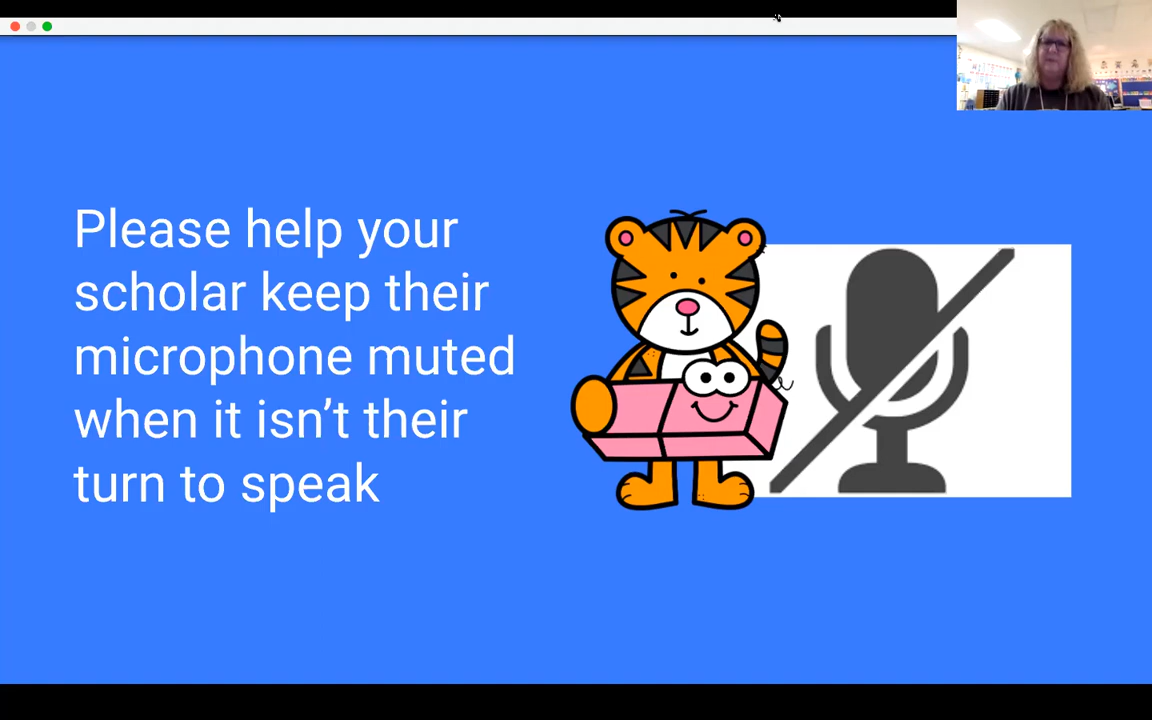 Please help your
scholar keep their
microphone muted
when it isn’t their
turn to speak